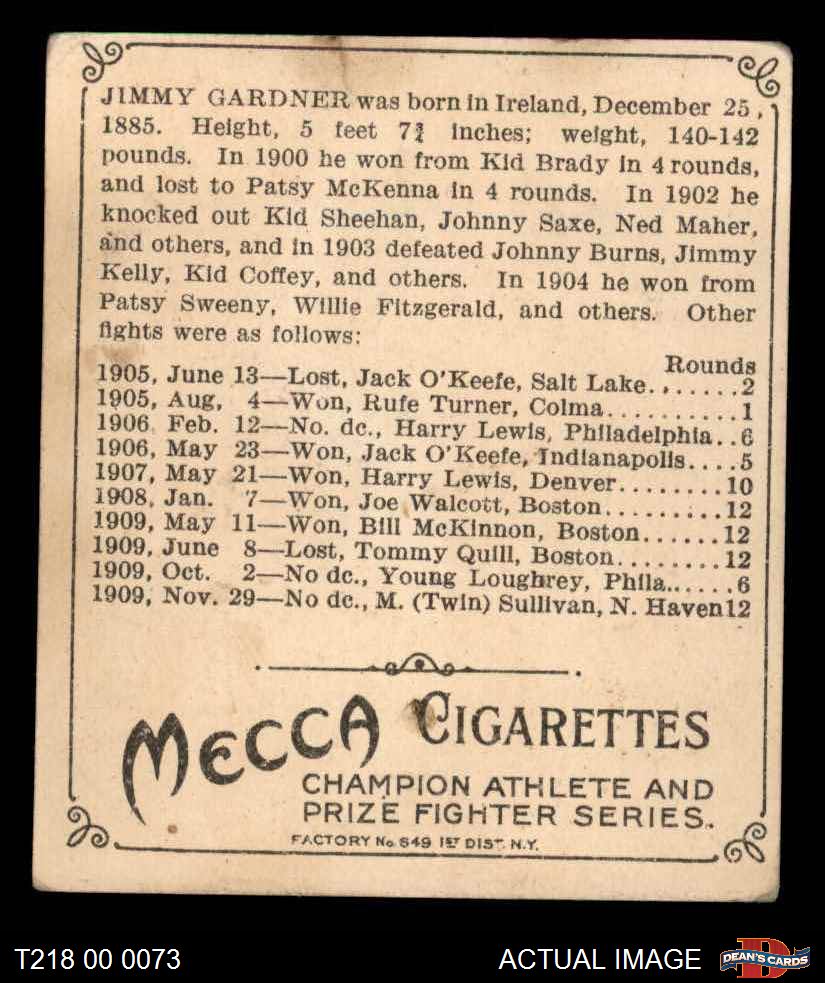 JIMMY GARDNER was born in Ireland, December 25,
1885. Height, 5 feet 7¾ inches; weight, 140-142
pounds. In 1900 he won from Kid Brady in 4 rounds,
and lost to Patsy McKenna in 4 rounds. In 1902 he
knocked out Kid Sheehan, Johnny Saxe, Ned Maher,
and others, and in 1903 defeated Johnny Burns, Jimmy
Kelly, Kid Coffey, and others. In 1904 he won from
Patsy Sweeny, Willie Fitzgerald, and others. Other
fights were as follows:
Rounds
1905, June 13—Lost, Jack O'Keefe, Salt Lake.......2
1905, Aug, 4—Won, Rufe Turner, Colma..........1
1906 Feb. 12—No. dc., Harry Lewis, Philadelphia..6
1906, May 23—Won, Jack O'Keefe, Indianapolis....5
1907, May 21—Won, Harry Lewis, Denver........10
1908, Jan. 7—Won, Joe Walcott, Boston.........12
1909, May 11—Won, Bill McKinnon, Boston......12
1909, June 8—Lost, Tommy Quill, Boston........12
1909, Oct. 2—No dc., Young Loughrey, Phila......6
1909, Nov. 29—No dc., M. (Twin) Sullivan, N. Haven12
MECCA CIGARETTES
CHAMPION ATHLETE AND
PRIZE FIGHTER SERIES.
FACTORY No. 649 1ST DIST. N.Y.
T218 00 0073
ACTUAL IMAGE
D
DEAN'S CARDS